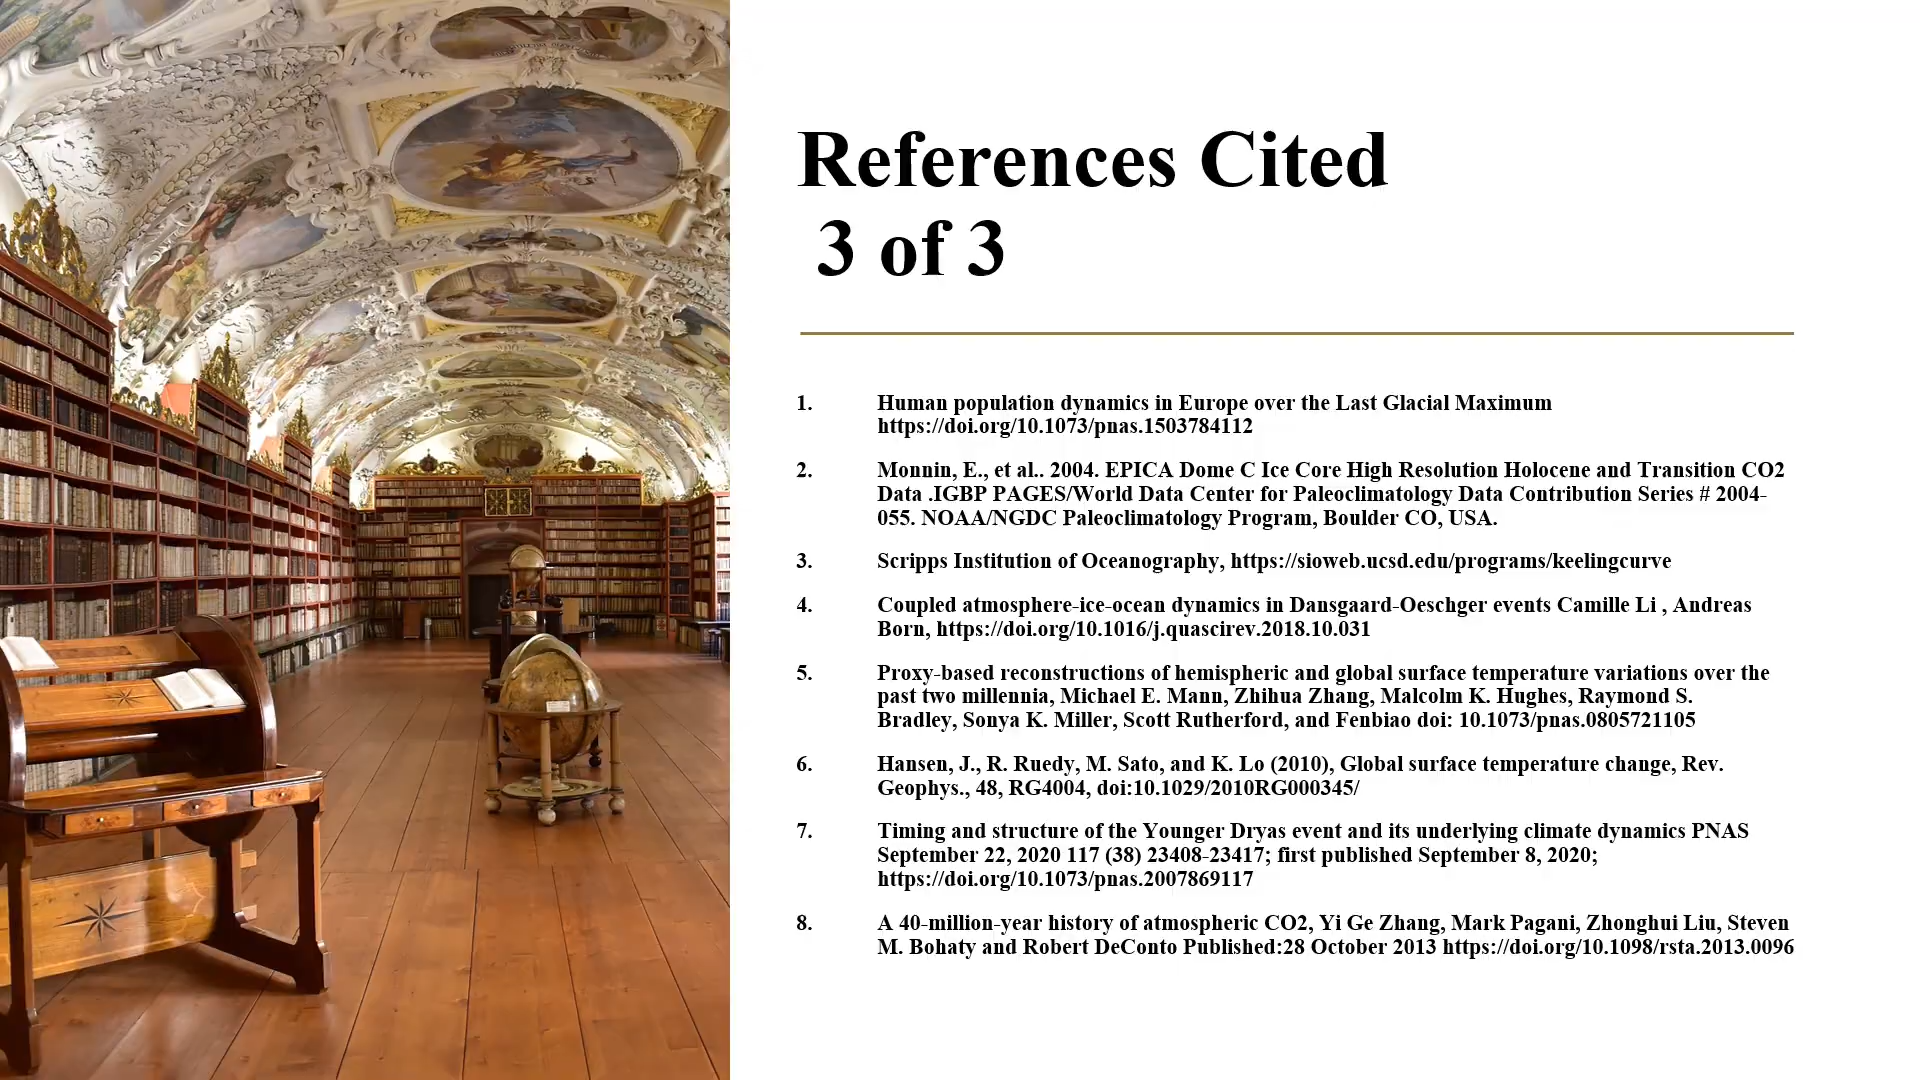 References Cited
3 of 3
1. Human population dynamics in Europe over the Last Glacial Maximum
https://doi.org/10.1073/pnas.1503784112
2. Monnin, E., et al.. 2004. EPICA Dome C Ice Core High Resolution Holocene and Transition CO2
Data .IGBP PAGES/World Data Center for Paleoclimatology Data Contribution Series # 2004-
055. NOAA/NGDC Paleoclimatology Program, Boulder CO, USA.
3. Scripps Institution of Oceanography, https://sioweb.ucsd.edu/programs/keelingcurve
4. Coupled atmosphere-ice-ocean dynamics in Dansgaard-Oeschger events Camille Li , Andreas
Born, https://doi.org/10.1016/j.quascirev.2018.10.031
5. Proxy-based reconstructions of hemispheric and global surface temperature variations over the
past two millennia, Michael E. Mann, Zhihua Zhang, Malcolm K. Hughes, Raymond S.
Bradley, Sonya K. Miller, Scott Rutherford, and Fenbiao doi: 10.1073/pnas.0805721105
6. Hansen, J., R. Ruedy, M. Sato, and K. Lo (2010), Global surface temperature change, Rev.
Geophys., 48, RG4004, doi:10.1029/2010RG000345/
7. Timing and structure of the Younger Dryas event and its underlying climate dynamics PNAS
September 22, 2020 117 (38) 23408-23417; first published September 8, 2020;
https://doi.org/10.1073/pnas.2007869117
8. A 40-million-year history of atmospheric CO2, Yi Ge Zhang, Mark Pagani, Zhonghui Liu, Steven
M. Bohaty and Robert DeConto Published:28 October 2013 https://doi.org/10.1098/rsta.2013.0096